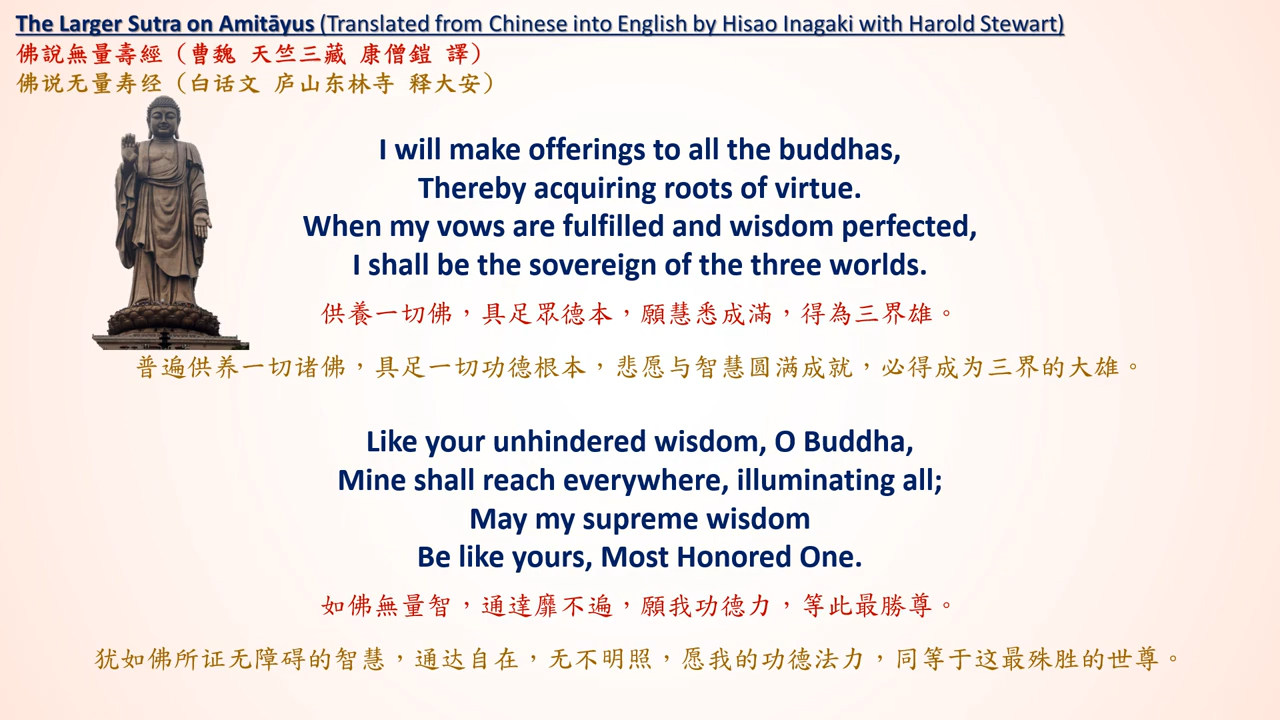 The Larger Sutra on Amitāyus (Translated from Chinese into English by Hisao Inagaki with Harold Stewart)
佛說無量壽經（曹魏 天竺三藏 康僧鎧 譯）
佛说无量寿经（白话文 庐山东林寺 释大安）
I will make offerings to all the buddhas,
Thereby acquiring roots of virtue.
When my vows are fulfilled and wisdom perfected,
I shall be the sovereign of the three worlds.
供養一切佛，具足眾德本，願慧悉成滿，得為三界雄。
普遍供养一切诸佛，具足一切功德根本，悲愿与智慧圆满成就，必得成为三界的大雄。
Like your unhindered wisdom, O Buddha,
Mine shall reach everywhere, illuminating all;
May my supreme wisdom
Be like yours, Most Honored One.
如佛無量智，通達靡不遍，願我功德力，等此最勝尊。
犹如佛所证无障碍的智慧，通达自在，无不明照，愿我的功德法力，同等于这最殊胜的世尊。